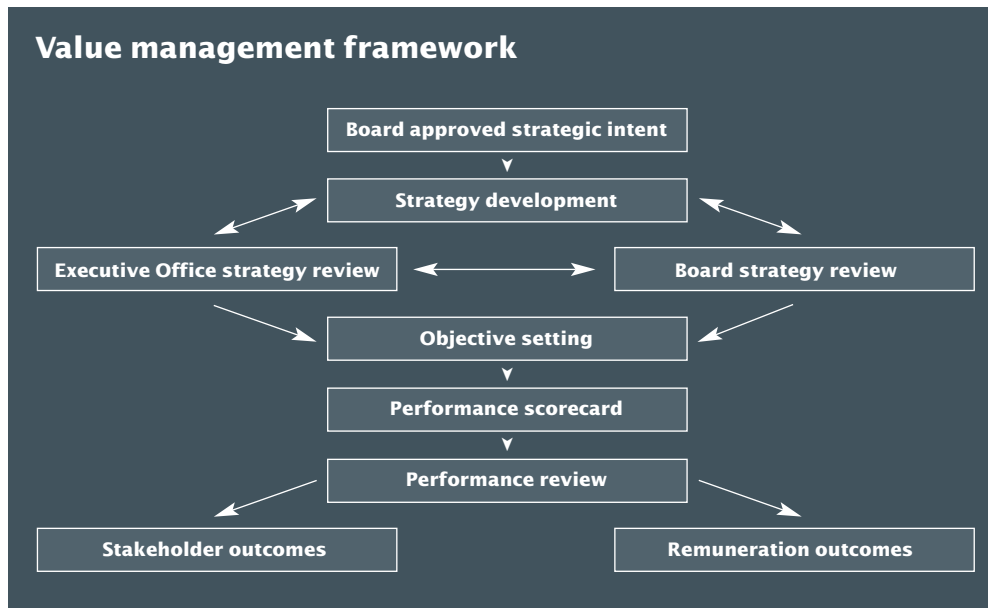 Value management framework
Board approved strategic intent
Strategy development
Executive Office strategy review
Board strategy review
Objective setting
Performance scorecard
Performance review
Stakeholder outcomes
Remuneration outcomes